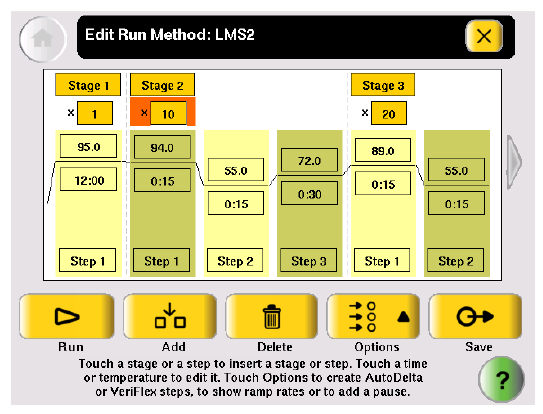 Edit Run Method: LMS2
Stage 1 Stage 2 Stage 3
x 1 x 10 x 20
95.0 94.0 55.0 72.0 89.0 55.0
12:00 0:15 0:15 0:30 0:15 0:15
Step 1 Step 1 Step 2 Step 3 Step 1 Step 2
Run Add Delete Options Save
Touch a stage or a step to insert a stage or step. Touch a time
or temperature to edit it. Touch Options to create AutoDelta
or VeriFlex steps, to show ramp rates or to add a pause.
?